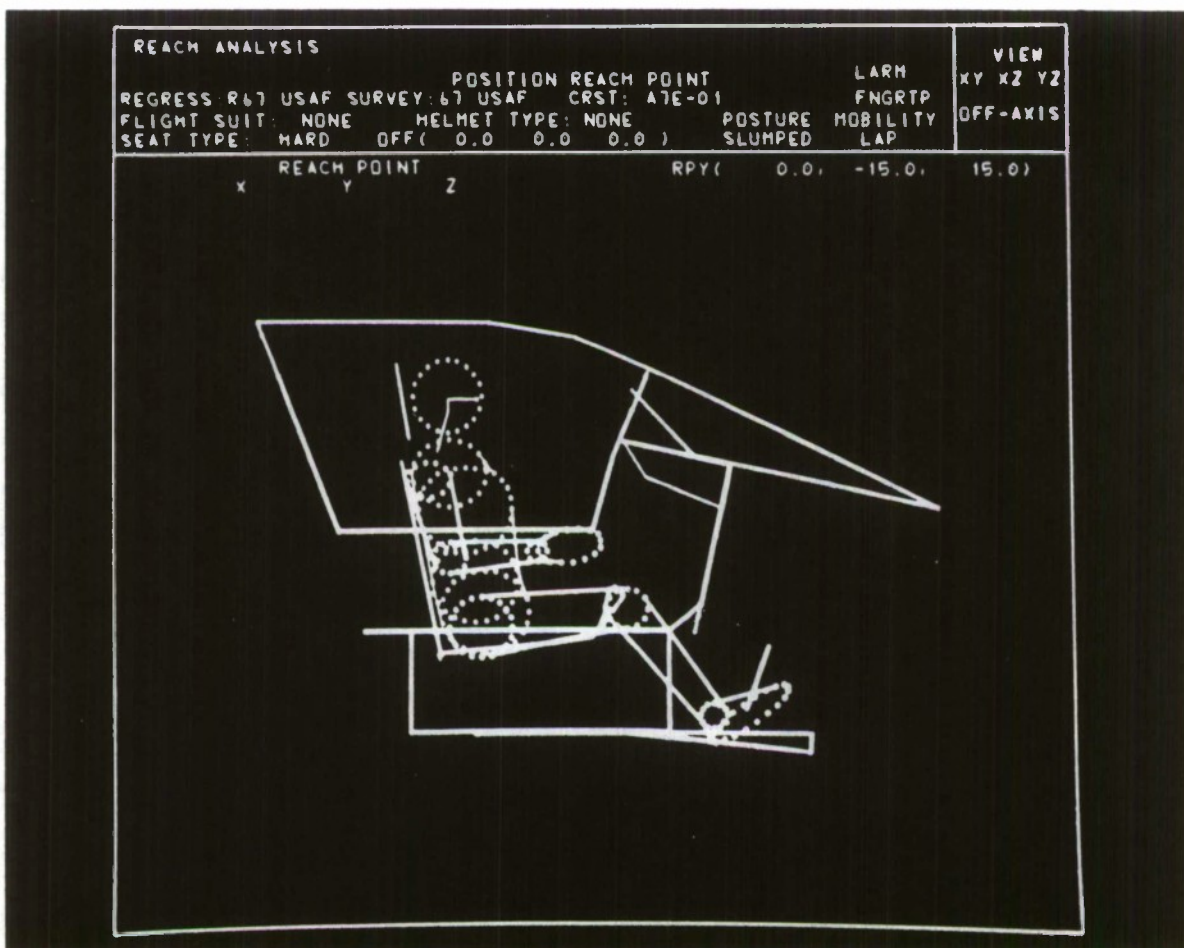 REACH ANALYSIS
POSITION REACH POINT LARM
REGRESS:R67 USAF SURVEY:67 USAF CRST: A7E-01 FNGRTP
FLIGHT SUIT: NONE HELMET TYPE: NONE POSTURE MOBILITY
SEAT TYPE: HARD OFF( 0.0 0.0 0.0 ) SLUMPED LAP
VIEW
XY XZ YZ
OFF-AXIS
REACH POINT RPY( 0.0, -15.0, 15.0)
X Y Z